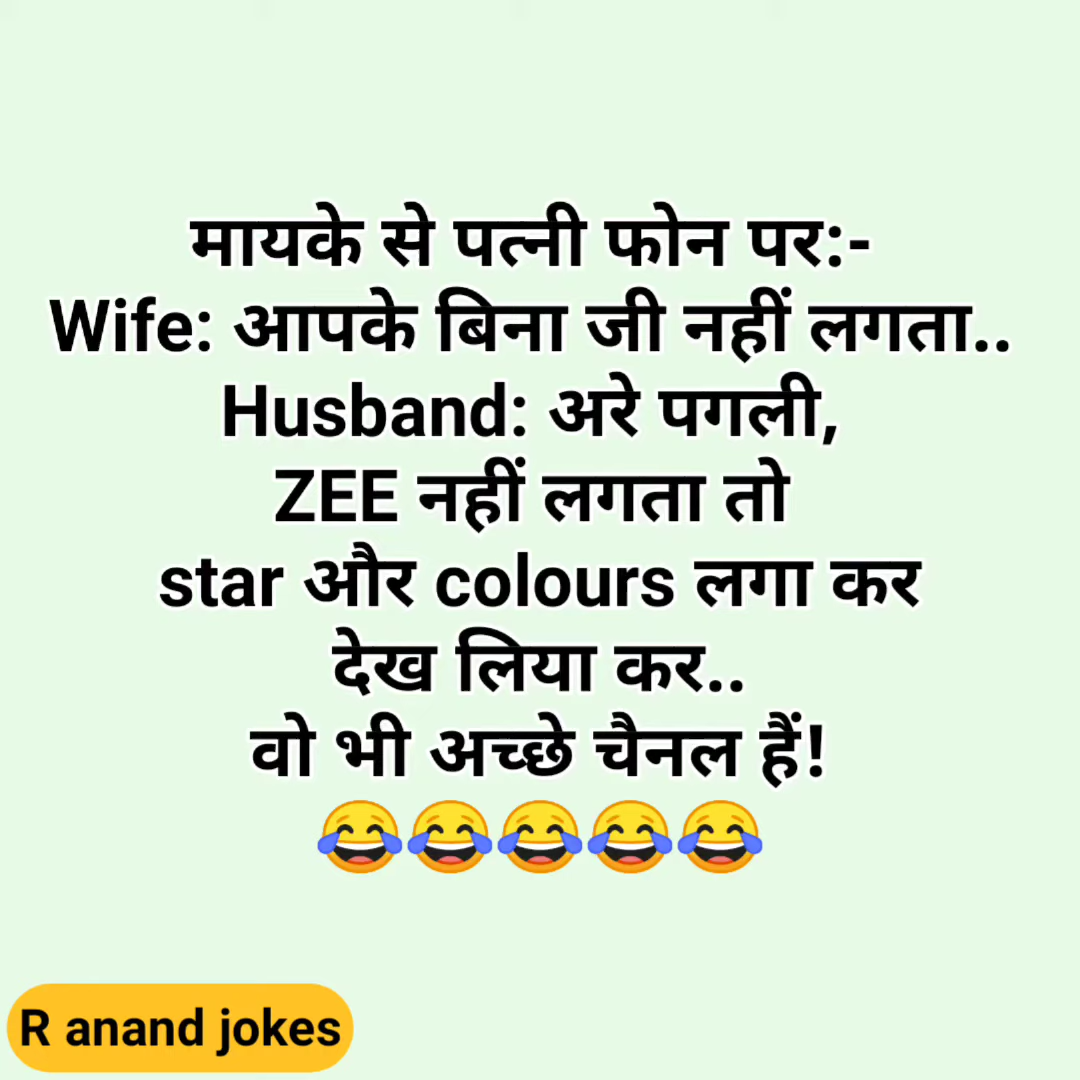 मायके से पत्नी फोन पर:-
Wife: आपके बिना जी नहीं लगता..
Husband: अरे पगली,
ZEE नहीं लगता तो
star और colours लगा कर
देख लिया कर..
वो भी अच्छे चैनल हैं!
😂😂😂😂😂
R anand jokes